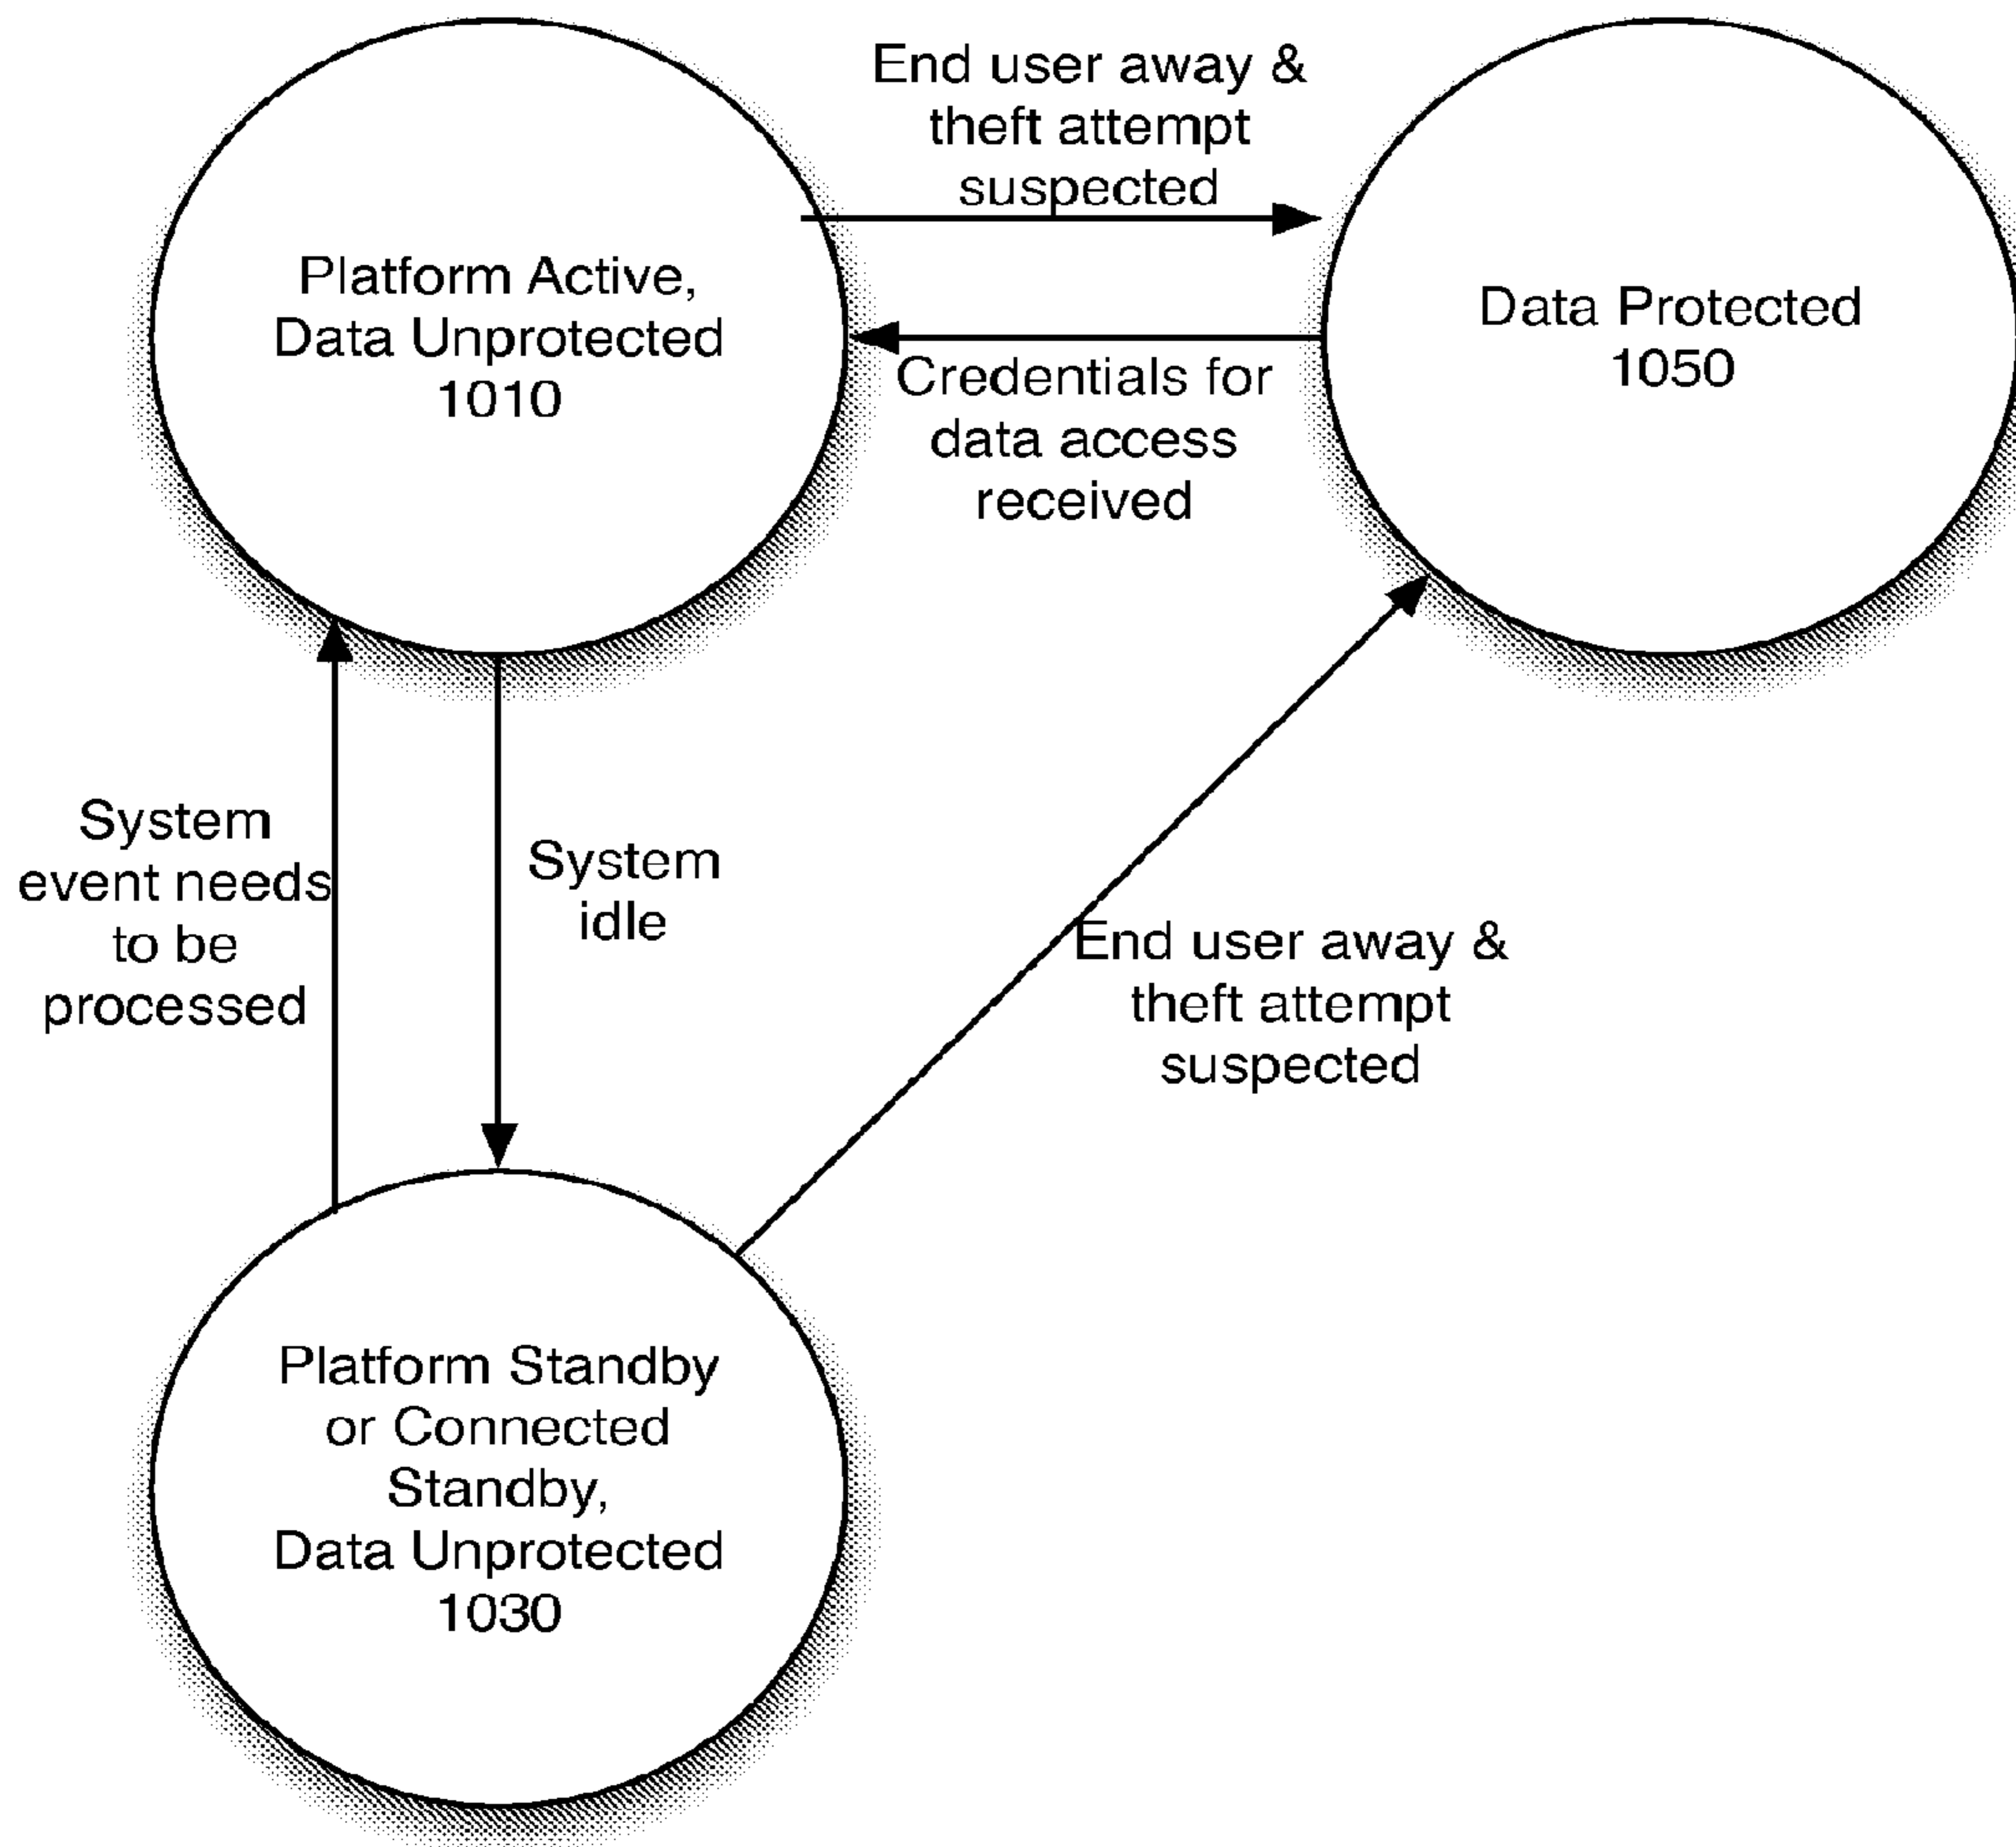 End user away &
theft attempt
suspected
Platform Active,
Data Unprotected
1010
Data Protected
1050
Credentials for
data access
received
System
event needs
to be
processed
System
idle
End user away &
theft attempt
suspected
Platform Standby
or Connected
Standby,
Data Unprotected
1030